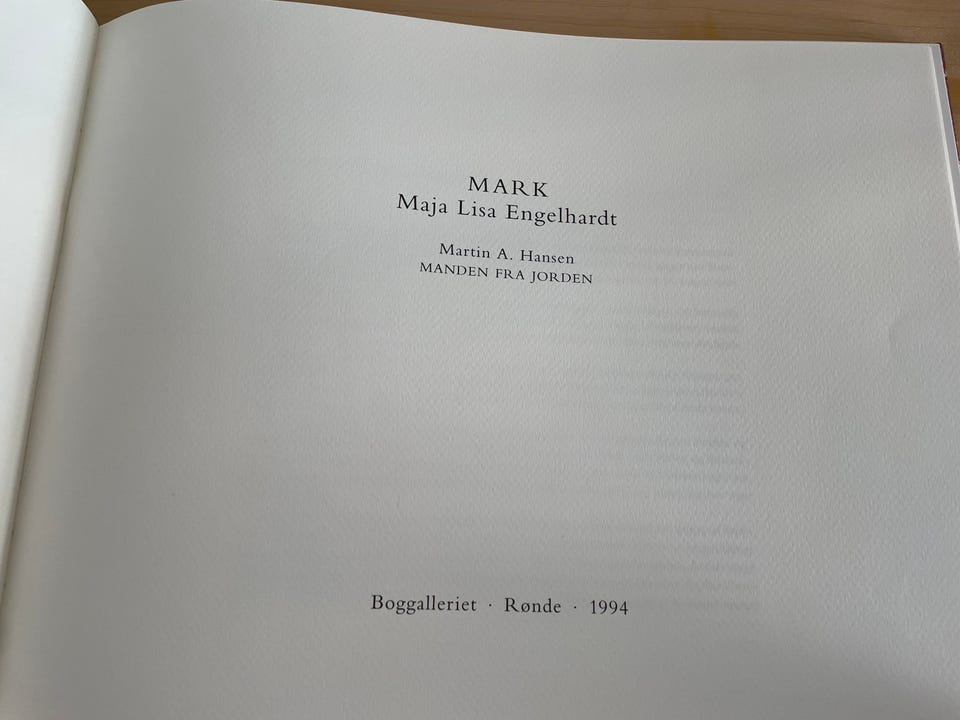 MARK
Maja Lisa Engelhardt
Martin A. Hansen
MANDEN FRA JORDEN
Boggalleriet · Rønde · 1994